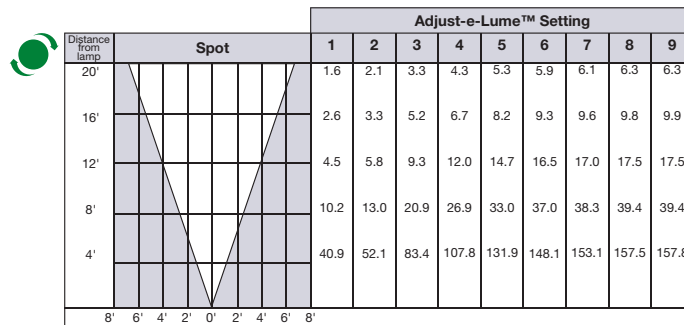 Adjust-e-Lume™ Setting
Distance from lamp Spot 1 2 3 4 5 6 7 8 9
20' 1.6 2.1 3.3 4.3 5.3 5.9 6.1 6.3 6.3
16' 2.6 3.3 5.2 6.7 8.2 9.3 9.6 9.8 9.9
12' 4.5 5.8 9.3 12.0 14.7 16.5 17.0 17.5 17.5
8' 10.2 13.0 20.9 26.9 33.0 37.0 38.3 39.4 39.4
4' 40.9 52.1 83.4 107.8 131.9 148.1 153.1 157.5 157.8
8' 6' 4' 2' 0' 2' 4' 6' 8'